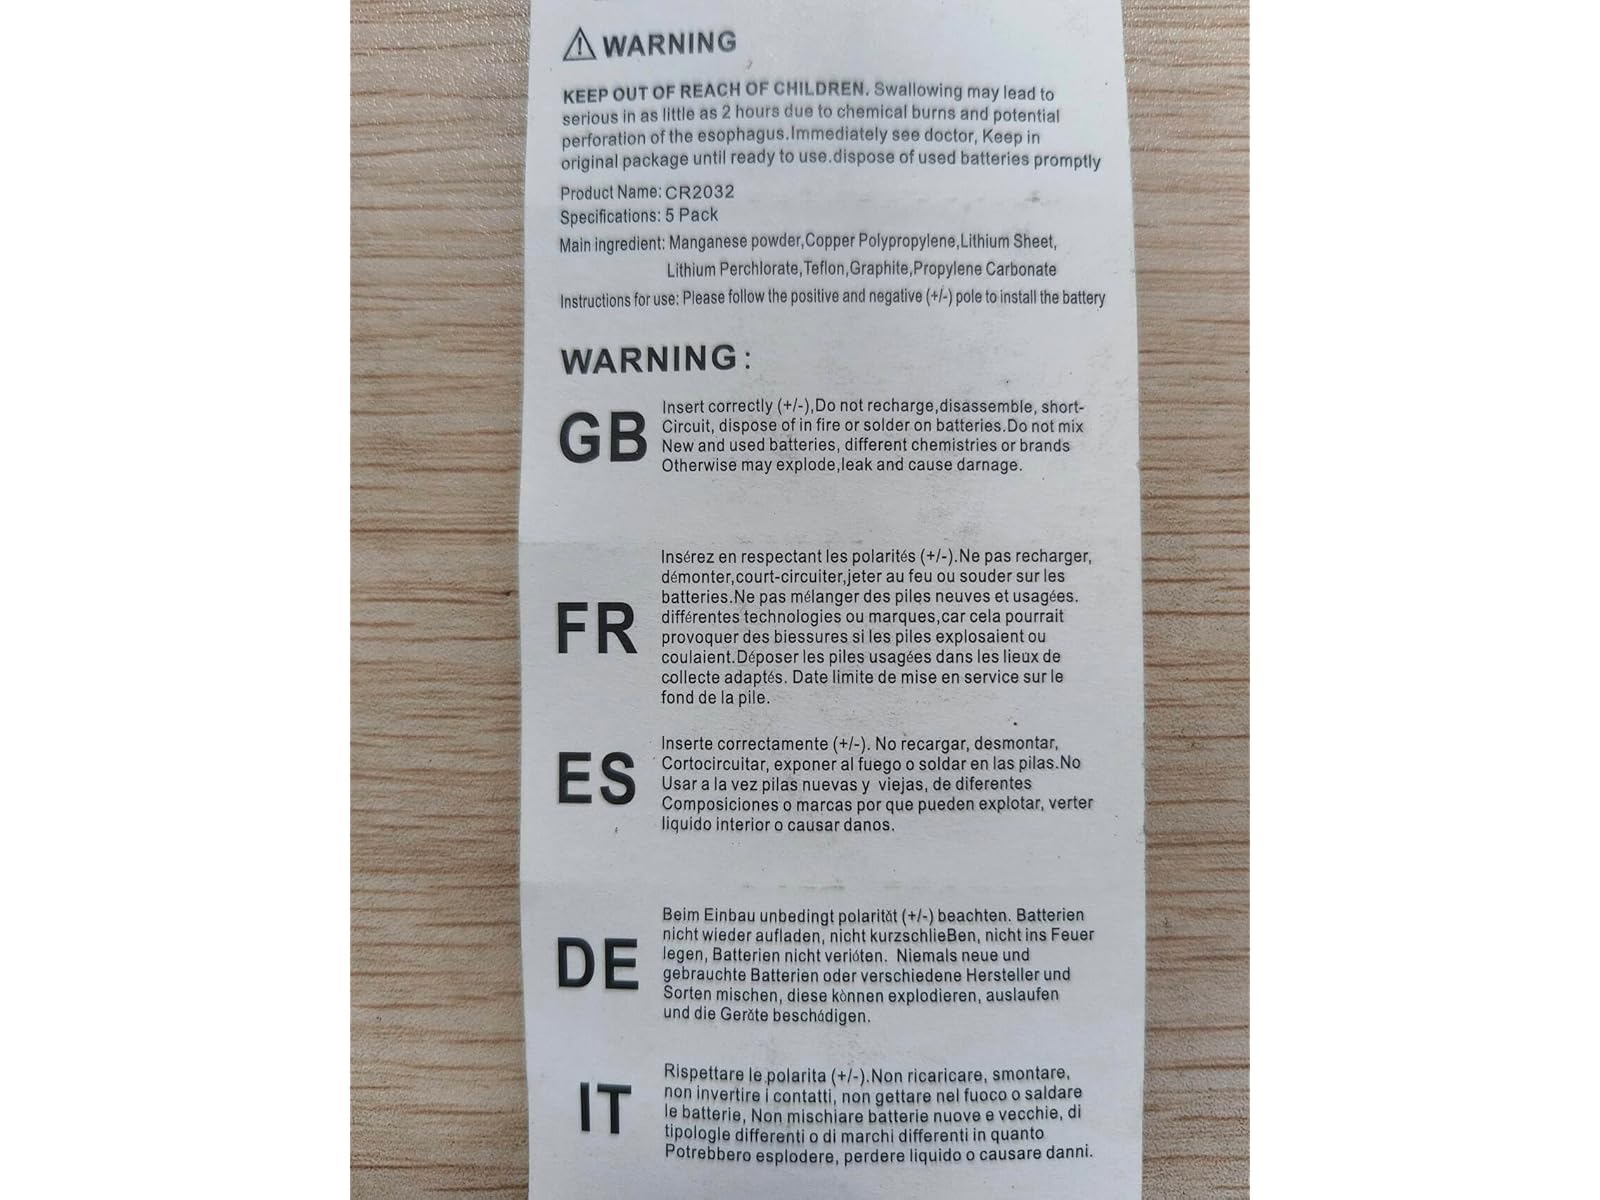 ⚠ WARNING
KEEP OUT OF REACH OF CHILDREN. Swallowing may lead to
serious in as little as 2 hours due to chemical burns and potential
perforation of the esophagus.Immediately see doctor, Keep in
original package until ready to use.dispose of used batteries promptly
Product Name: CR2032
Specifications: 5 Pack
Main ingredient: Manganese powder,Copper Polypropylene,Lithium Sheet,
Lithium Perchlorate,Teflon,Graphite,Propylene Carbonate
Instructions for use: Please follow the positive and negative (+/-) pole to install the battery
WARNING:
GB
Insert correctly (+/-),Do not recharge,disassemble, short-
Circuit, dispose of in fire or solder on batteries.Do not mix
New and used batteries, different chemistries or brands
Otherwise may explode,leak and cause darnage.
FR
Insérez en respectant les polarités (+/-).Ne pas recharger,
démonter,court-circuiter,jeter au feu ou souder sur les
batteries.Ne pas mélanger des piles neuves et usagées.
différentes technologies ou marques,car cela pourrait
provoquer des biessures si les piles explosaient ou
coulaient.Déposer les piles usagées dans les lieux de
collecte adaptés. Date limite de mise en service sur le
fond de la pile.
ES
Inserte correctamente (+/-). No recargar, desmontar,
Cortocircuitar, exponer al fuego o soldar en las pilas.No
Usar a la vez pilas nuevas y viejas, de diferentes
Composiciones o marcas por que pueden explotar, verter
liquido interior o causar danos.
DE
Beim Einbau unbedingt polaritǎt (+/-) beachten. Batterien
nicht wieder aufladen, nicht kurzschlieBen, nicht ins Feuer
legen, Batterien nicht verióten. Niemals neue und
gebrauchte Batterien oder verschiedene Hersteller und
Sorten mischen, diese kònnen explodieren, auslaufen
und die Gerǎte beschádigen.
IT
Rispettare le polarita (+/-).Non ricaricare, smontare,
non invertire i contatti, non gettare nel fuoco o saldare
le batterie, Non mischiare batterie nuove e vecchie, di
tipologle differenti o di marchi differenti in quanto
Potrebbero esplodere, perdere liquido o causare danni.